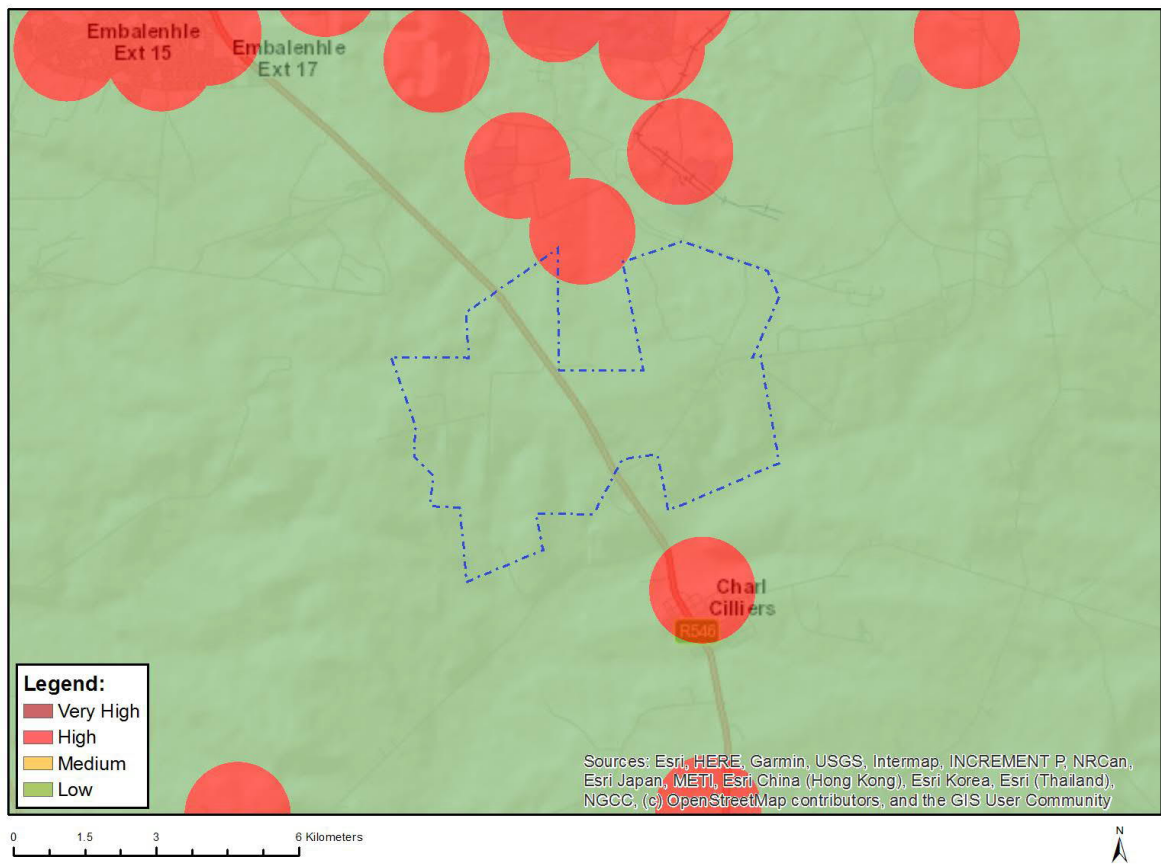 Embalenhle
Ext 15
Embalenhle
Ext 17
Charl
Cilliers
R546
Legend:
Very High
High
Medium
Low
Sources: Esri, HERE, Garmin, USGS, Intermap, INCREMENT P, NRCan,
Esri Japan, METI, Esri China (Hong Kong), Esri Korea, Esri (Thailand),
NGCC, (c) OpenStreetMap contributors, and the GIS User Community
0 1.5 3 6 Kilometers
N